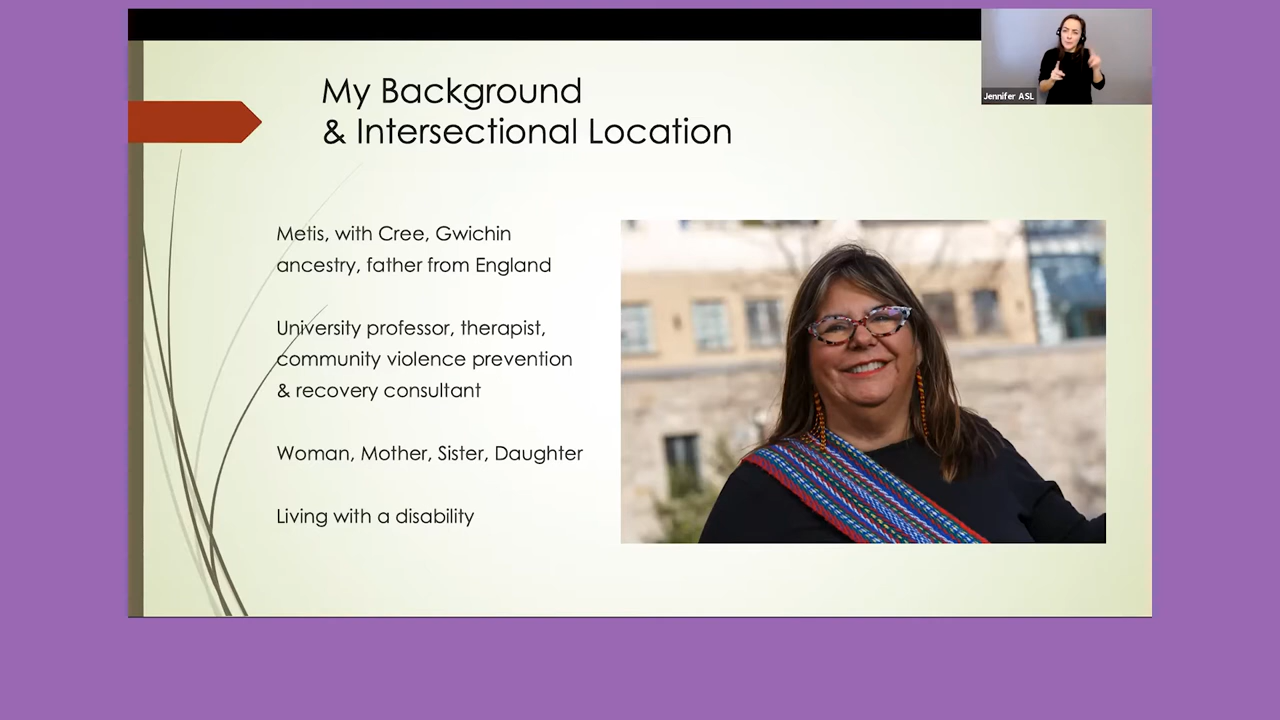 My Background
& Intersectional Location
Jennifer ASL
Metis, with Cree, Gwichin
ancestry, father from England
University professor, therapist,
community violence prevention
& recovery consultant
Woman, Mother, Sister, Daughter
Living with a disability